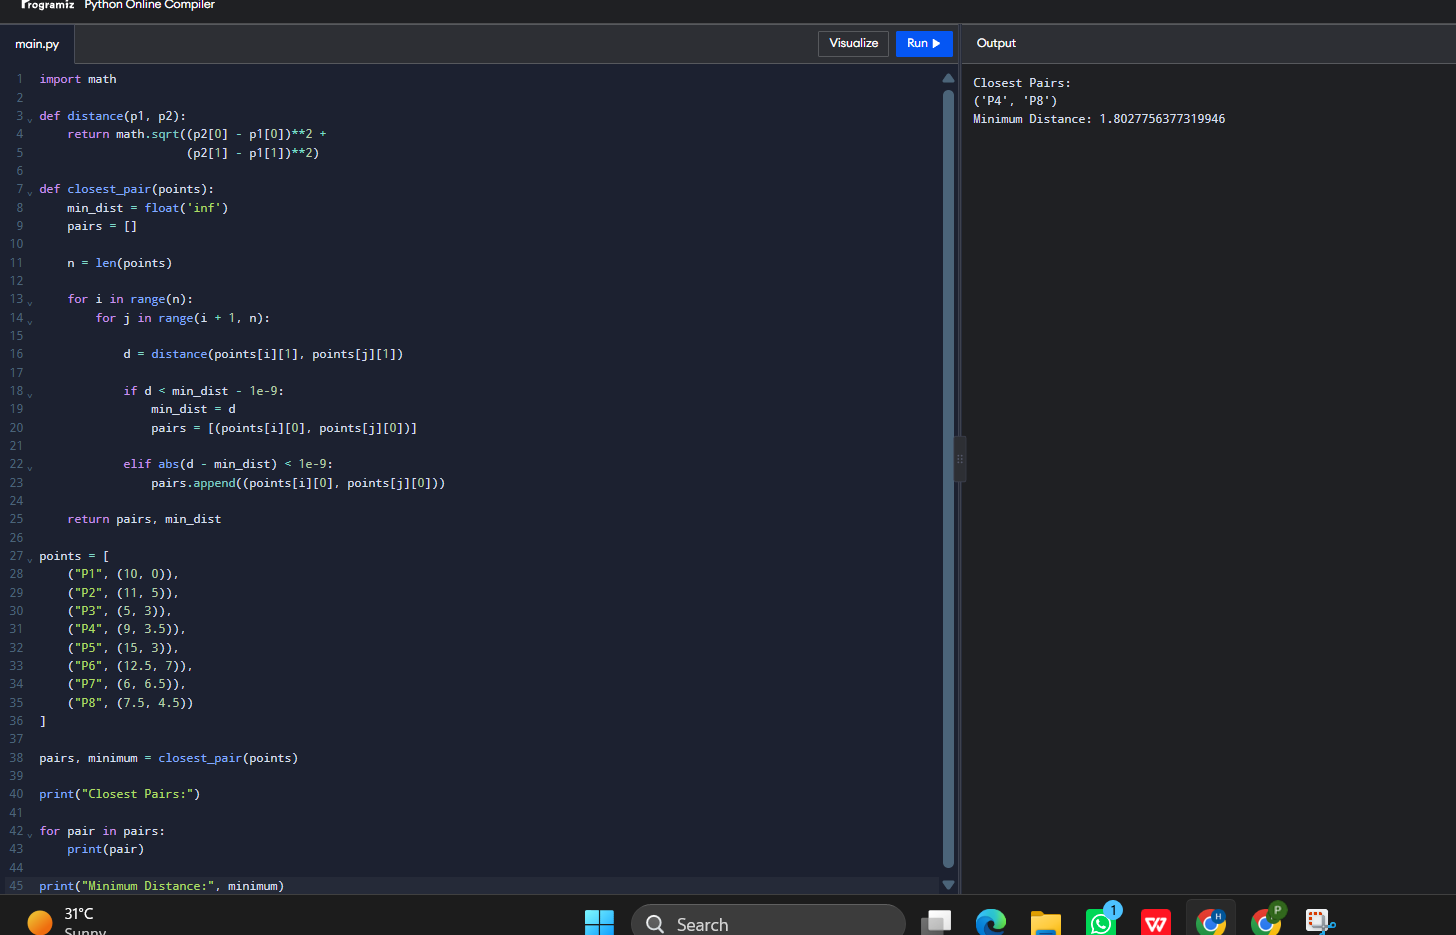 Programiz Python Online Compiler
main.py
Visualize
Run
Output
1 import math
2
3 def distance(p1, p2):
4     return math.sqrt((p2[0] - p1[0])**2 +
5                      (p2[1] - p1[1])**2)
6
7 def closest_pair(points):
8     min_dist = float('inf')
9     pairs = []
10
11     n = len(points)
12
13     for i in range(n):
14         for j in range(i + 1, n):
15
16             d = distance(points[i][1], points[j][1])
17
18             if d < min_dist - 1e-9:
19                 min_dist = d
20                 pairs = [(points[i][0], points[j][0])]
21
22             elif abs(d - min_dist) < 1e-9:
23                 pairs.append((points[i][0], points[j][0]))
24
25     return pairs, min_dist
26
27 points = [
28     ("P1", (10, 0)),
29     ("P2", (11, 5)),
30     ("P3", (5, 3)),
31     ("P4", (9, 3.5)),
32     ("P5", (15, 3)),
33     ("P6", (12.5, 7)),
34     ("P7", (6, 6.5)),
35     ("P8", (7.5, 4.5))
36 ]
37
38 pairs, minimum = closest_pair(points)
39
40 print("Closest Pairs:")
41
42 for pair in pairs:
43     print(pair)
44
45 print("Minimum Distance:", minimum)
Closest Pairs:
('P4', 'P8')
Minimum Distance: 1.8027756377319946
31°C
Sunny
Search
1
W
H
P